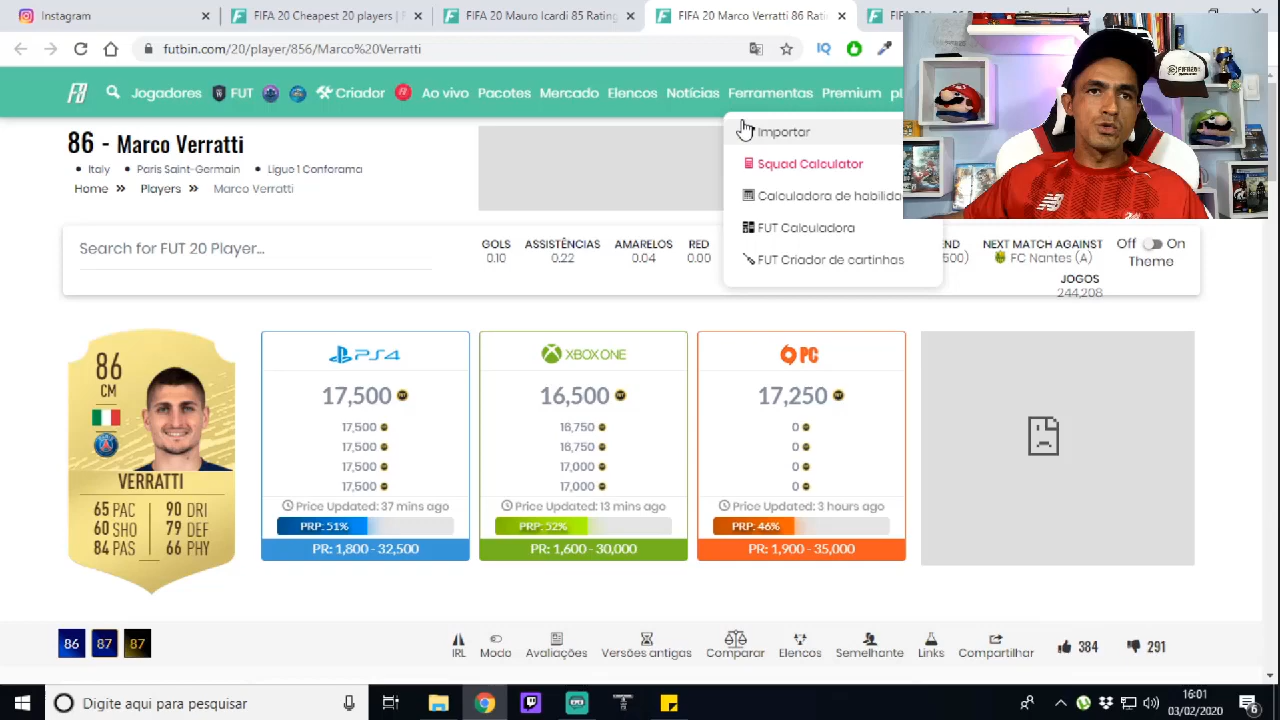 Instagram
FIFA 20 Mauro Icardi 85 Rating
FIFA 20 Marco Verratti 86 Rati
futbin.com/20/player/856/Marco%20Verratti
Jogadores FUT Criador Ao vivo Pacotes Mercado Elencos Notícias Ferramentas Premium
86 - Marco Verratti
Italy Paris Saint-Germain Ligue 1 Conforama
Home » Players » Marco Verratti
Importar
Squad Calculator
Calculadora de habilida
FUT Calculadora
FUT Criador de cartinhas
Search for FUT 20 Player...
GOLS ASSISTÊNCIAS AMARELOS RED END NEXT MATCH AGAINST Off On
0.10 0.22 0.04 0.00 500) FC Nantes (A) Theme
JOGOS
244,208
86
CM
VERRATTI
65 PAC 90 DRI
60 SHO 79 DEF
84 PAS 66 PHY
PS4
17,500
17,500
17,500
17,500
17,500
Price Updated: 37 mins ago
PRP: 51%
PR: 1,800 - 32,500
XBOX ONE
16,500
16,750
16,750
17,000
17,000
Price Updated: 13 mins ago
PRP: 52%
PR: 1,600 - 30,000
PC
17,250
0
0
0
0
Price Updated: 3 hours ago
PRP: 46%
PR: 1,900 - 35,000
86 87 87
IRL Modo Avaliações Versões antigas Comparar Elencos Semelhante Links Compartilhar 384 291
Digite aqui para pesquisar
16:01
03/02/2020
6